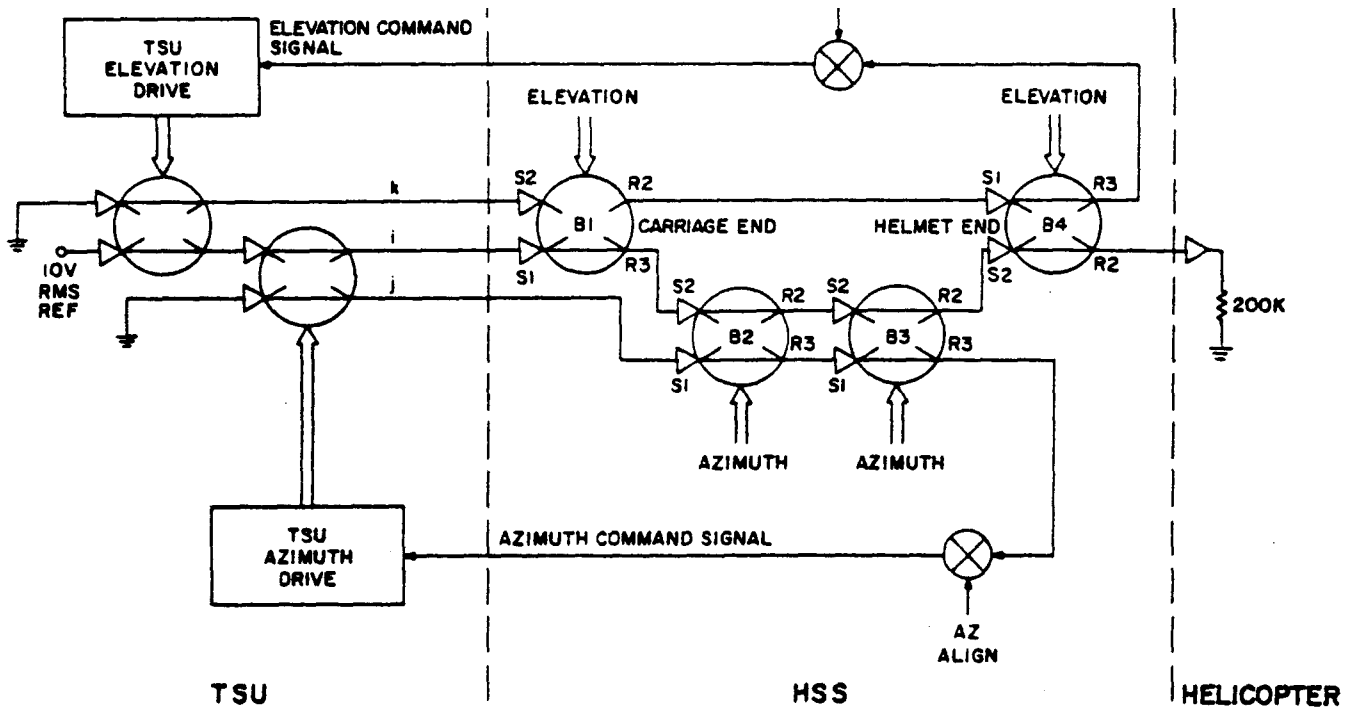 ELEVATION COMMAND
SIGNAL
TSU
ELEVATION
DRIVE
ELEVATION
ELEVATION
k
S2
R2
S1
R3
B1
CARRIAGE END
HELMET END
B4
i
S1
R3
S2
R2
10V
RMS
REF
j
S2
R2
S2
R2
200K
B2
R3
B3
R3
S1
S1
AZIMUTH
AZIMUTH
TSU
AZIMUTH
DRIVE
AZIMUTH COMMAND SIGNAL
AZ
ALIGN
TSU
HSS
HELICOPTER